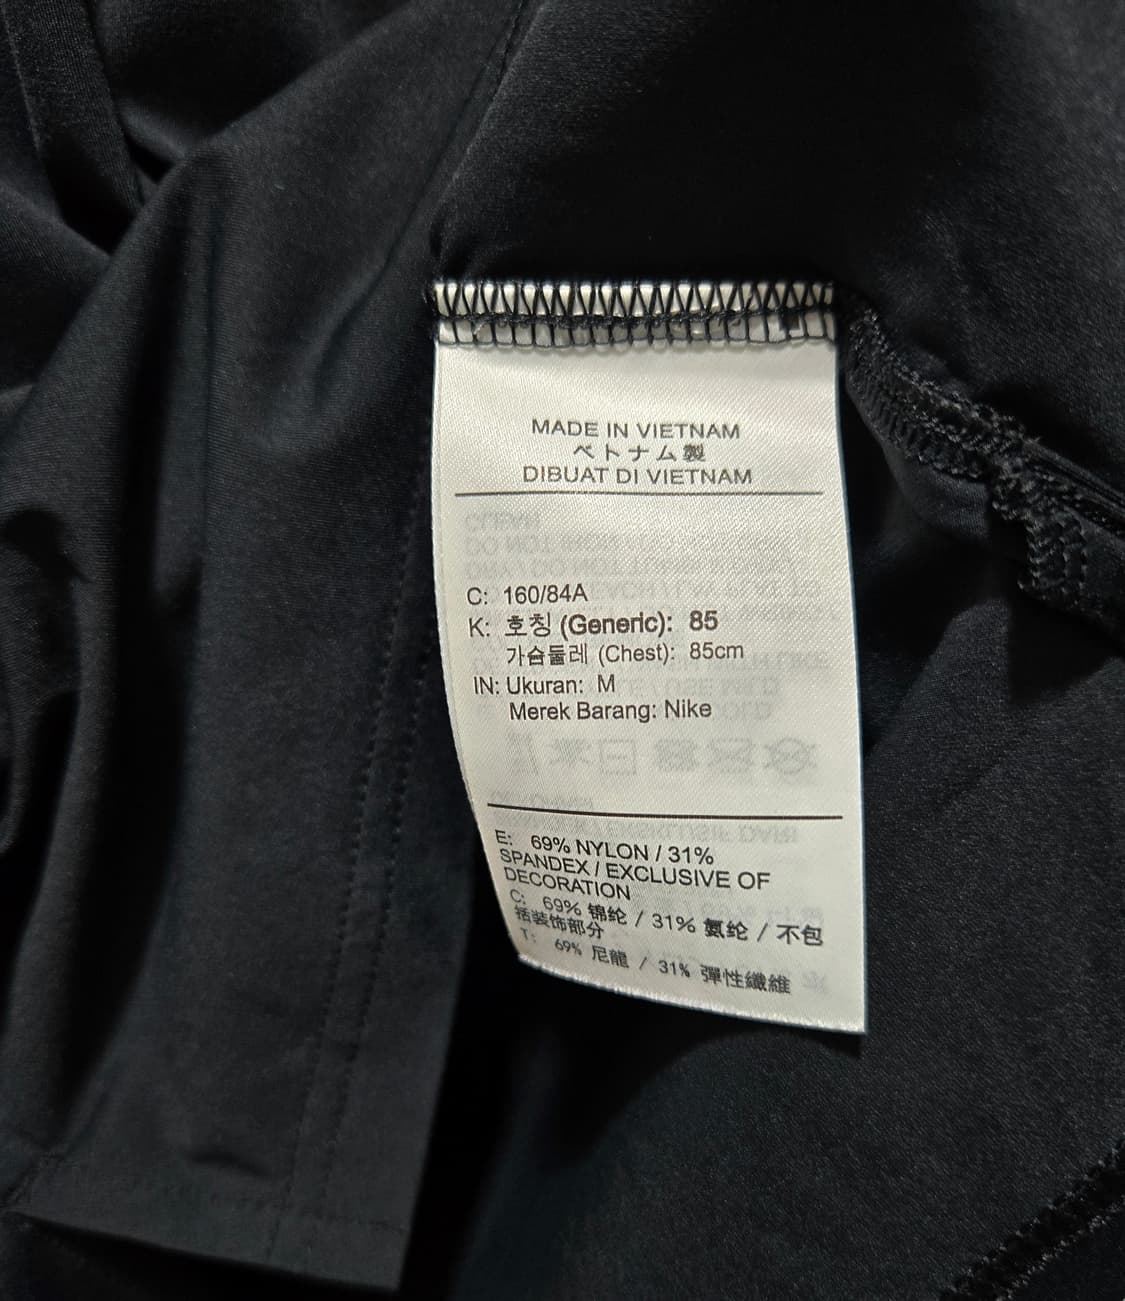 MADE IN VIETNAM
ベトナム製
DIBUAT DI VIETNAM
C: 160/84A
K: 호칭 (Generic): 85
가슴둘레 (Chest): 85cm
IN: Ukuran: M
Merek Barang: Nike
E: 69% NYLON / 31%
SPANDEX / EXCLUSIVE OF
DECORATION
C: 69% 锦纶 / 31% 氨纶 / 不包
括装饰部分
T: 69% 尼龍 / 31% 彈性纖維